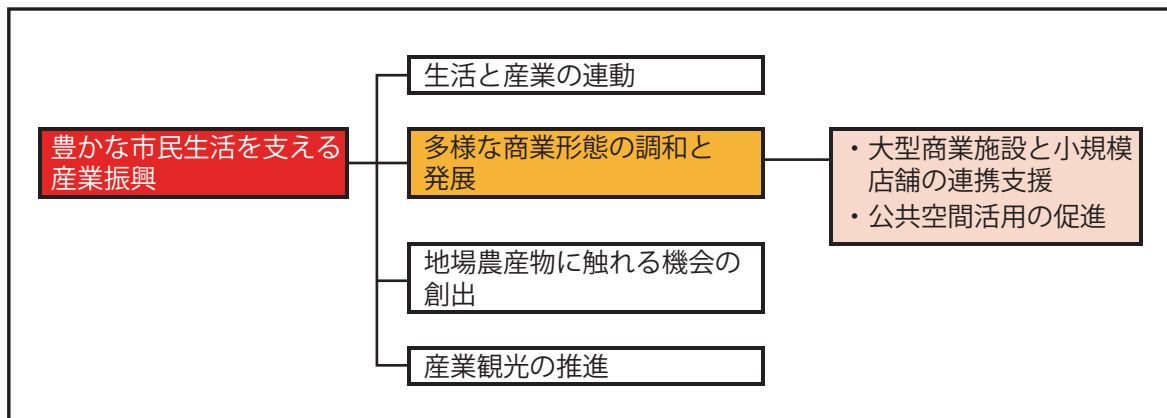 生活と産業の連動
豊かな市民生活を支える
産業振興
多様な商業形態の調和と
発展
・大型商業施設と小規模
店舗の連携支援
・公共空間活用の促進
地場農産物に触れる機会の
創出
産業観光の推進